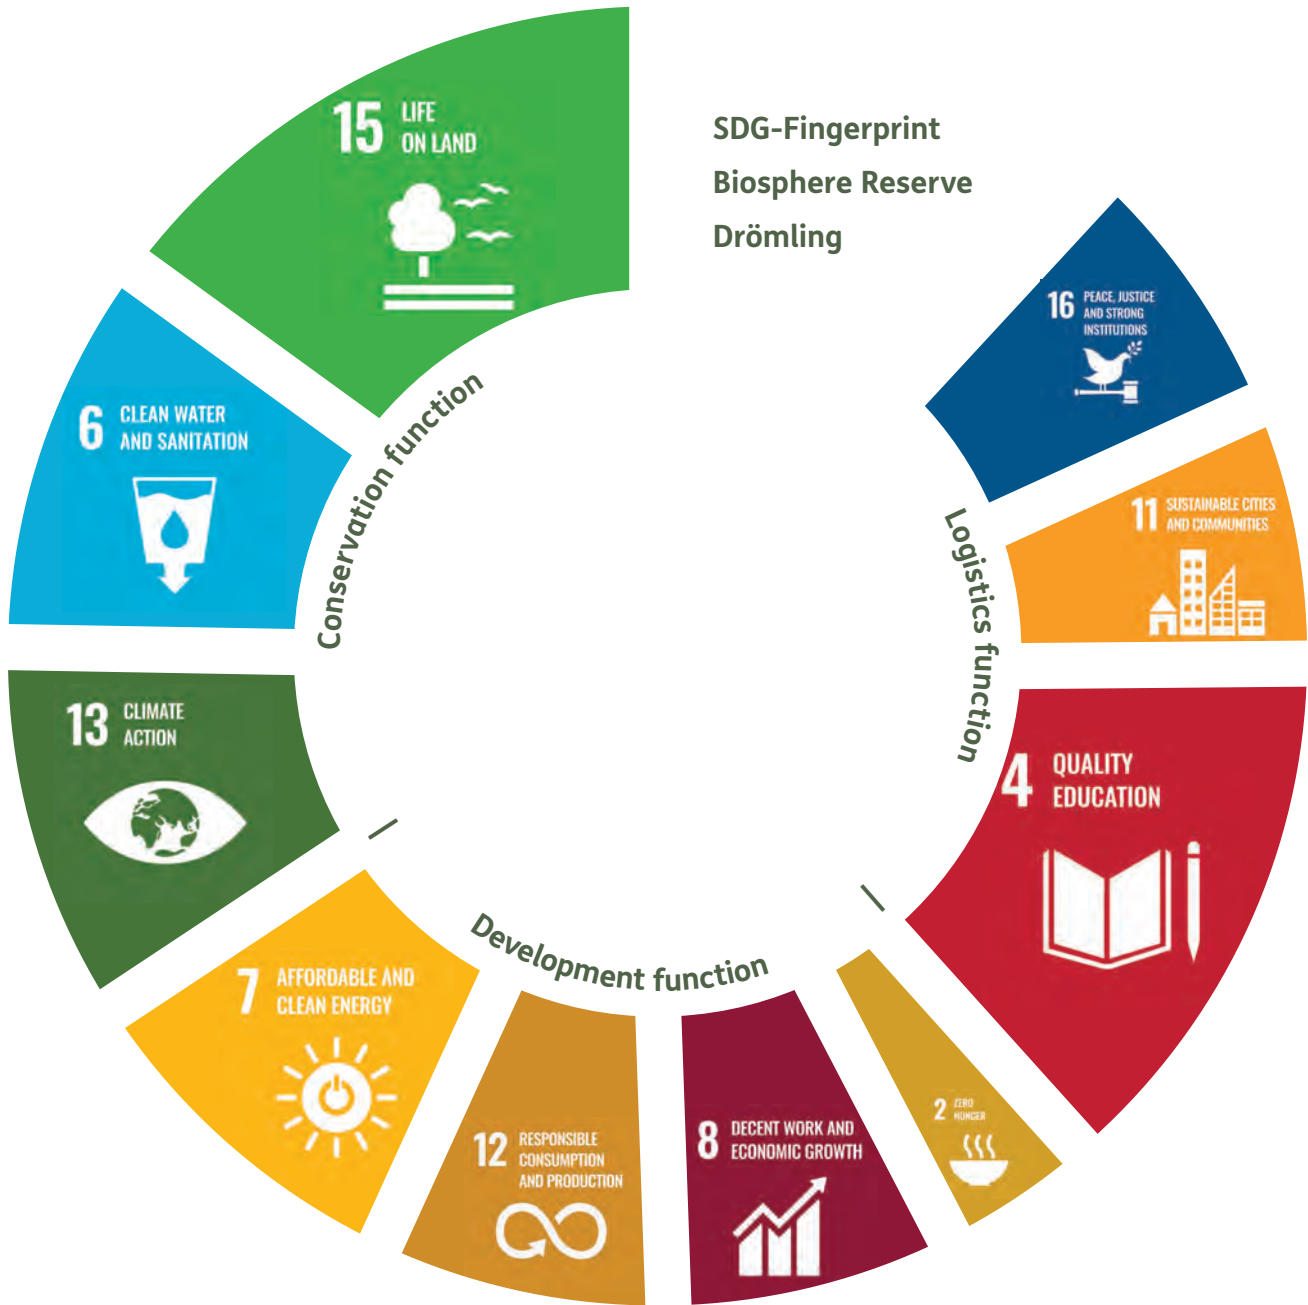 SDG-Fingerprint
Biosphere Reserve
Drömling
15 LIFE
ON LAND
6 CLEAN WATER
AND SANITATION
13 CLIMATE
ACTION
Conservation function
7 AFFORDABLE AND
CLEAN ENERGY
12 RESPONSIBLE
CONSUMPTION
AND PRODUCTION
8 DECENT WORK AND
ECONOMIC GROWTH
2 ZERO
HUNGER
Development function
4 QUALITY
EDUCATION
11 SUSTAINABLE CITIES
AND COMMUNITIES
16 PEACE, JUSTICE
AND STRONG
INSTITUTIONS
Logistics function